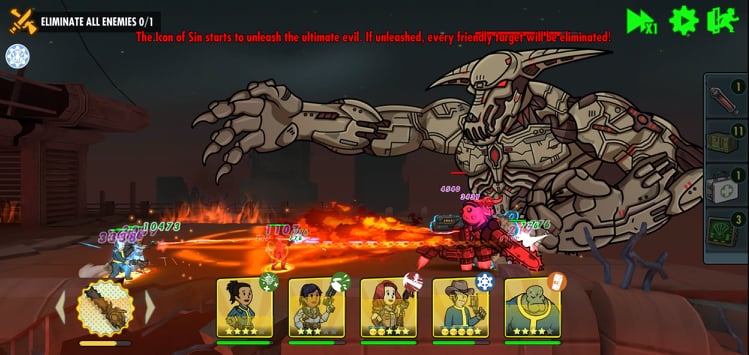 ELIMINATE ALL ENEMIES 0/1
X1
The Icon of Sin starts to unleash the ultimate evil. If unleashed, every friendly target will be eliminated!
1
11
1
3
4848
10473